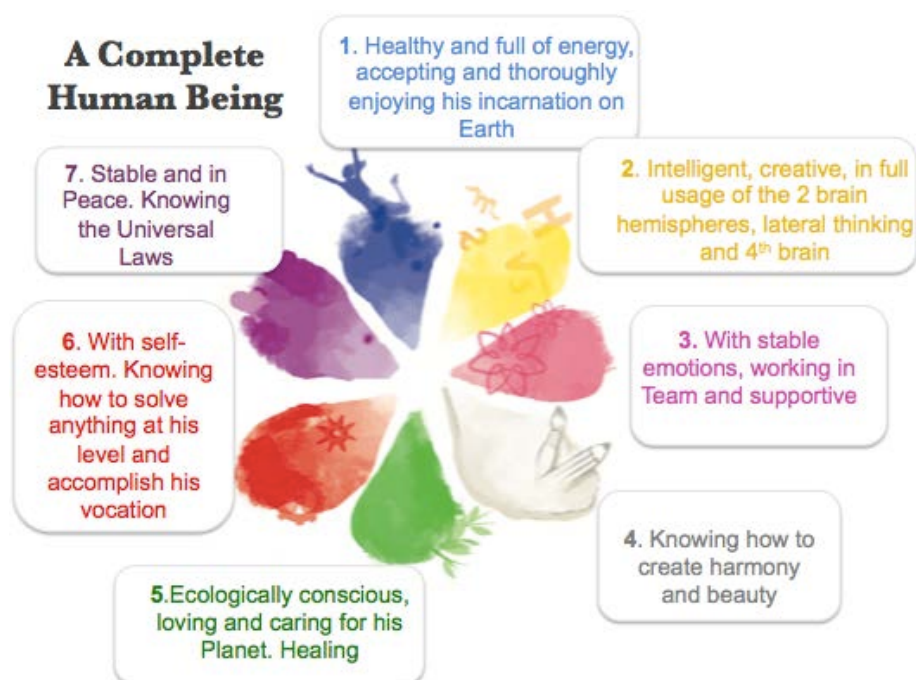 A Complete
Human Being
1. Healthy and full of energy,
accepting and thoroughly
enjoying his incarnation on
Earth
2. Intelligent, creative, in full
usage of the 2 brain
hemispheres, lateral thinking
and 4th brain
3. With stable
emotions, working in
Team and supportive
4. Knowing how to
create harmony
and beauty
5.Ecologically conscious,
loving and caring for his
Planet. Healing
6. With self-
esteem. Knowing
how to solve
anything at his
level and
accomplish his
vocation
7. Stable and in
Peace. Knowing
the Universal
Laws